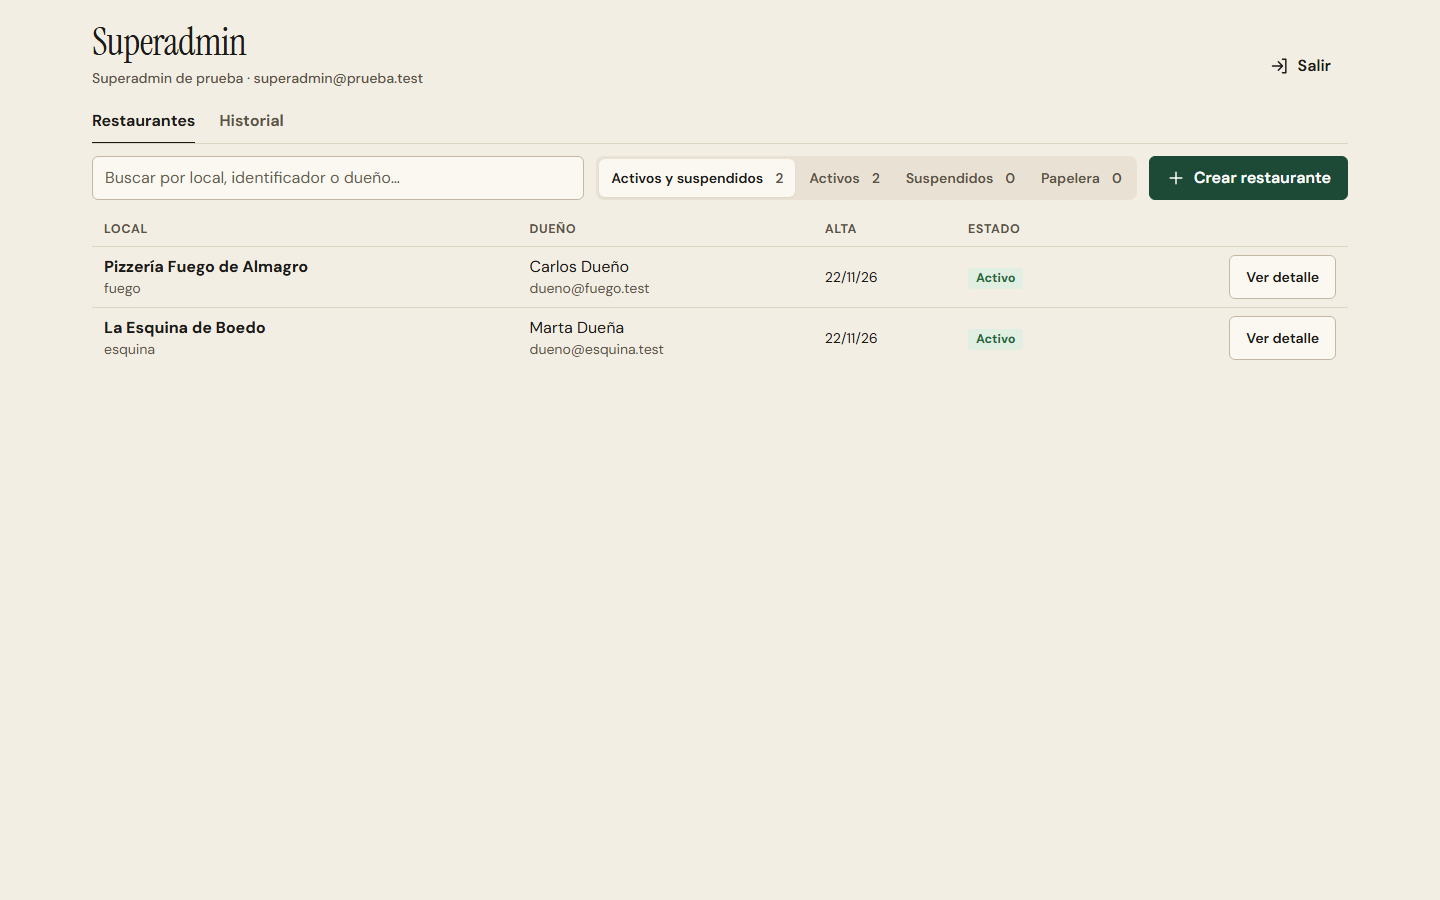 Superadmin
Superadmin de prueba · superadmin@prueba.test
Salir
Restaurantes Historial
Buscar por local, identificador o dueño...
Activos y suspendidos 2 Activos 2 Suspendidos 0 Papelera 0
Crear restaurante
LOCAL DUEÑO ALTA ESTADO
Pizzería Fuego de Almagro Carlos Dueño 22/11/26 Activo Ver detalle
fuego dueno@fuego.test
La Esquina de Boedo Marta Dueña 22/11/26 Activo Ver detalle
esquina dueno@esquina.test